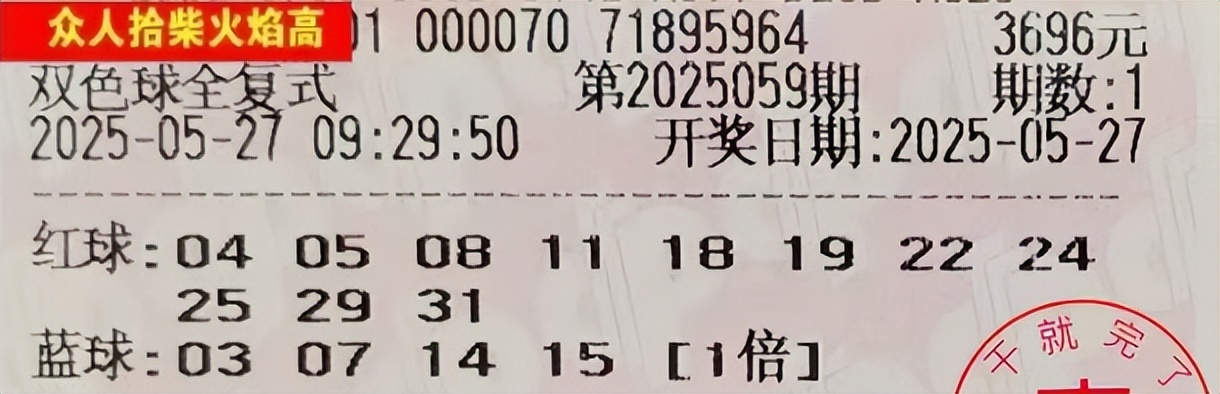 众人拾柴火焰高
01 000070 71895964 3696元
双色球全复式 第2025059期 期数:1
2025-05-27 09:29:50 开奖日期:2025-05-27
红球:04 05 08 11 18 19 22 24
25 29 31
蓝球:03 07 14 15 [1倍]
干就完了